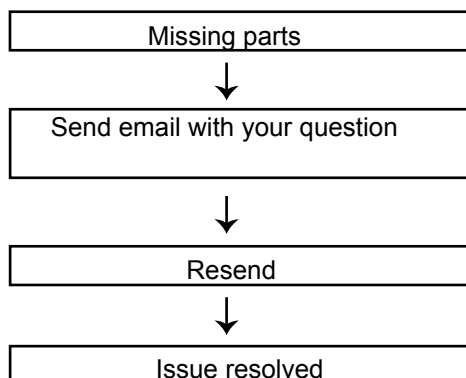 Missing parts
Send email with your question
Resend
Issue resolved